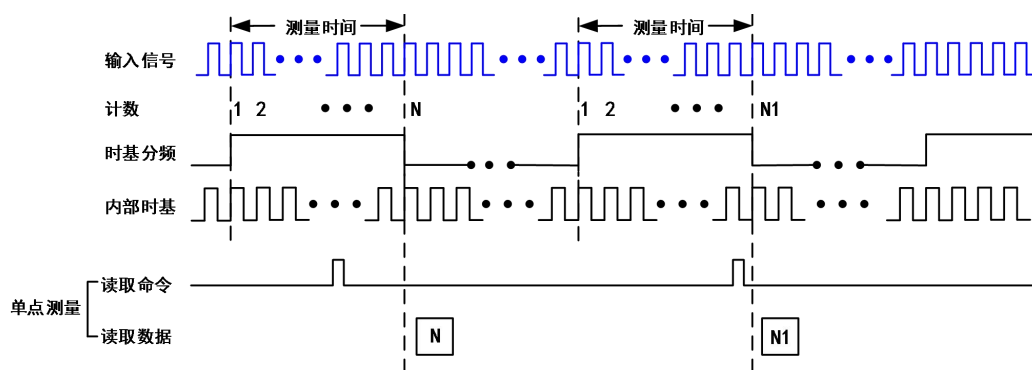 测量时间 测量时间
输入信号
计数 1 2 N 1 2 N1
时基分频
内部时基
读取命令
单点测量
读取数据 N N1